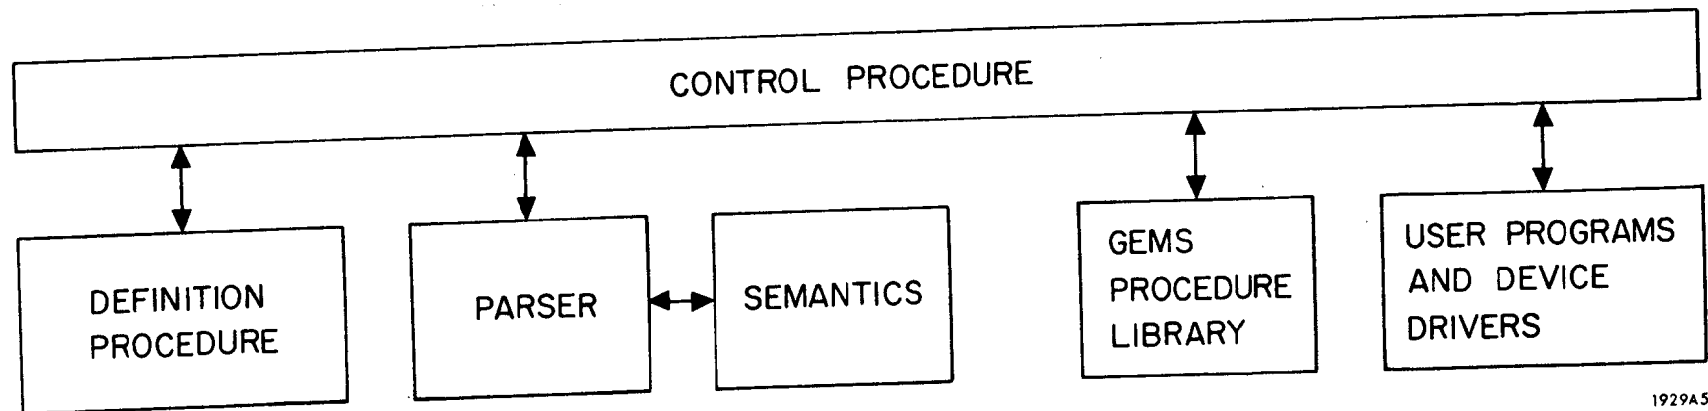 CONTROL PROCEDURE
DEFINITION
PROCEDURE
PARSER
SEMANTICS
GEMS
PROCEDURE
LIBRARY
USER PROGRAMS
AND DEVICE
DRIVERS
1929A5